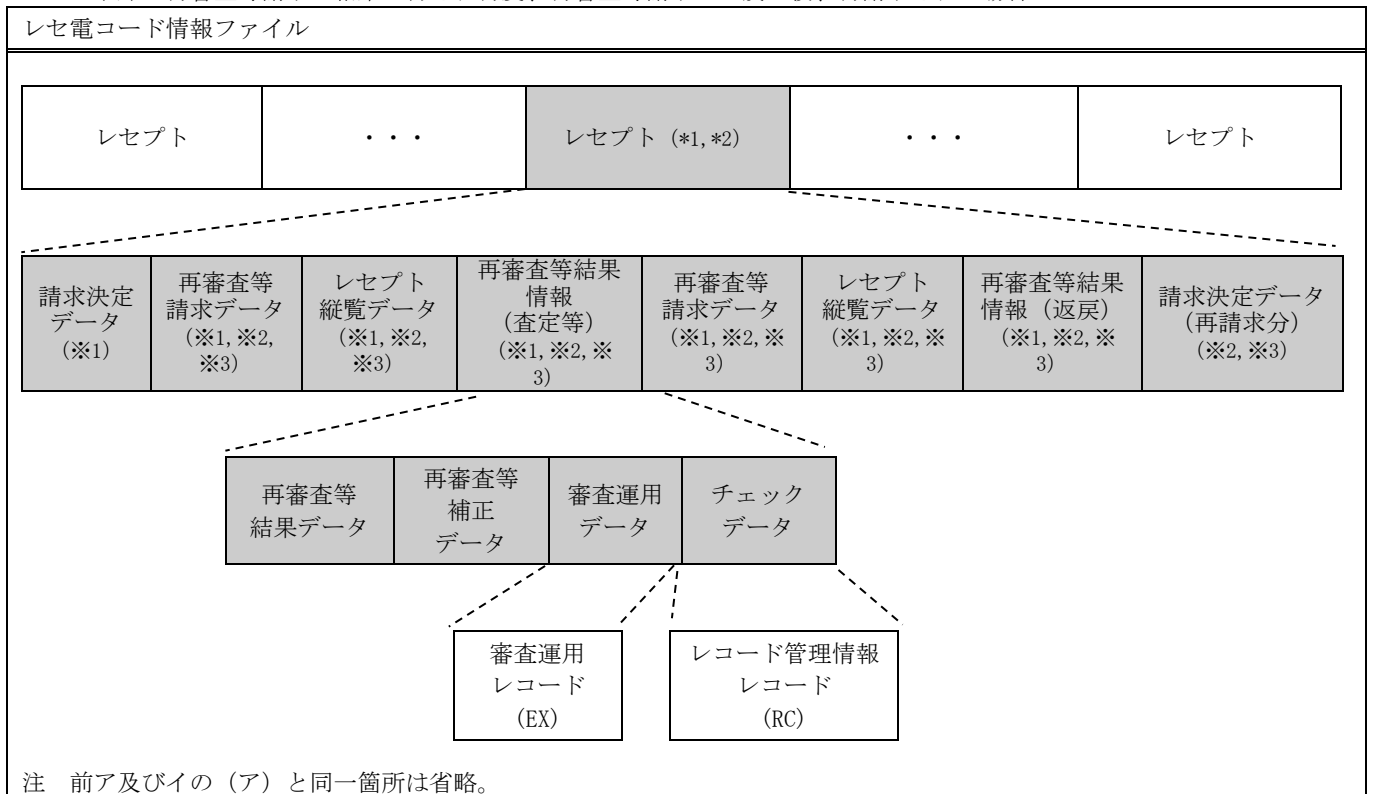 レセ電コード情報ファイル
レセプト
・・・
レセプト (*1,*2)
・・・
レセプト
請求決定
データ
(※1)
再審査等
請求データ
(※1,※2,
※3)
レセプト
縦覧データ
(※1,※2,
※3)
再審査等結果
情報
(査定等)
(※1,※2,※
3)
再審査等
請求データ
(※1,※2,※
3)
レセプト
縦覧データ
(※1,※2,※
3)
再審査等結果
情報（返戻）
(※1,※2,※
3)
請求決定データ
(再請求分)
(※2,※3)
再審査等
結果データ
再審査等
補正
データ
審査運用
データ
チェック
データ
審査運用
レコード
(EX)
レコード管理情報
レコード
(RC)
注　前ア及びイの（ア）と同一箇所は省略。